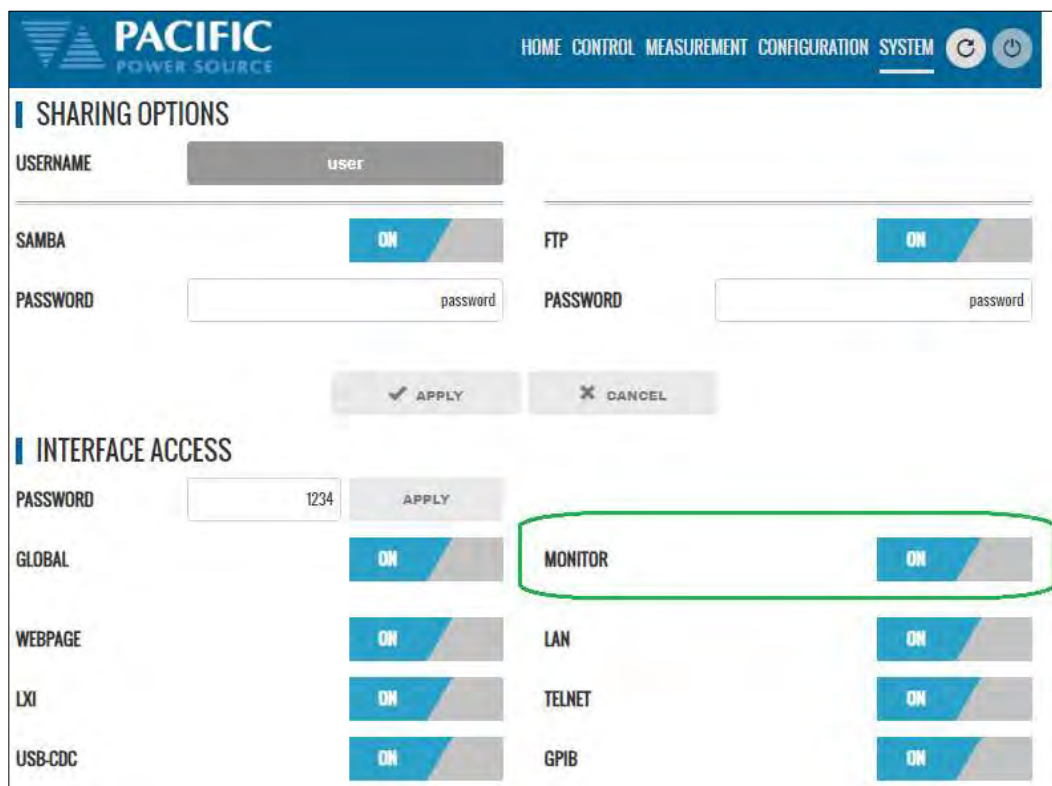 PACIFIC
POWER SOURCE
HOME CONTROL MEASUREMENT CONFIGURATION SYSTEM
SHARING OPTIONS
USERNAME user
SAMBA ON FTP ON
PASSWORD password PASSWORD password
APPLY CANCEL
INTERFACE ACCESS
PASSWORD 1234 APPLY
GLOBAL ON MONITOR ON
WEBPAGE ON LAN ON
LXI ON TELNET ON
USB-CDC ON GPIB ON